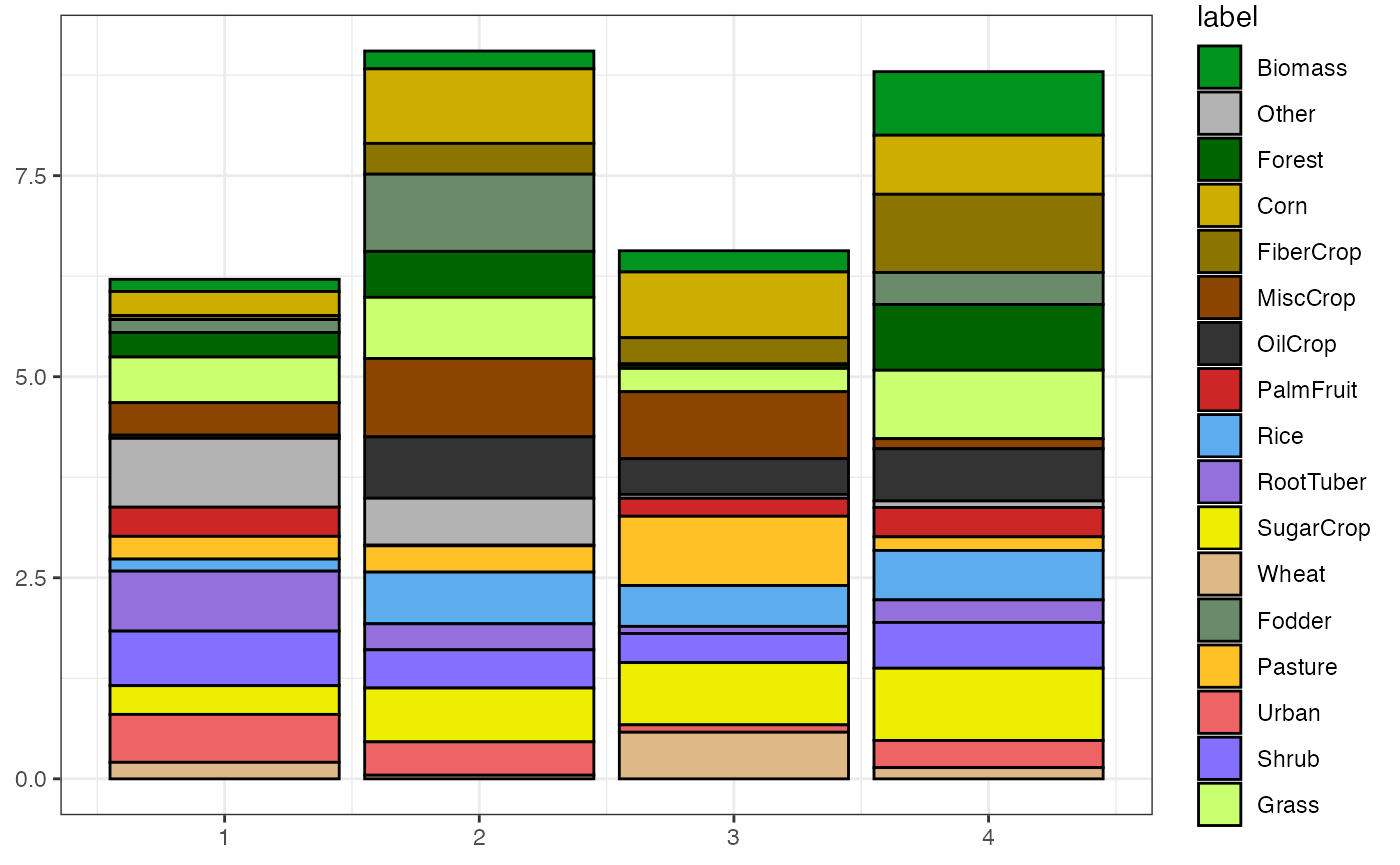 label
Biomass
Other
Forest
Corn
FiberCrop
MiscCrop
OilCrop
PalmFruit
Rice
RootTuber
SugarCrop
Wheat
Fodder
Pasture
Urban
Shrub
Grass
7.5
5.0
2.5
0.0
1 2 3 4